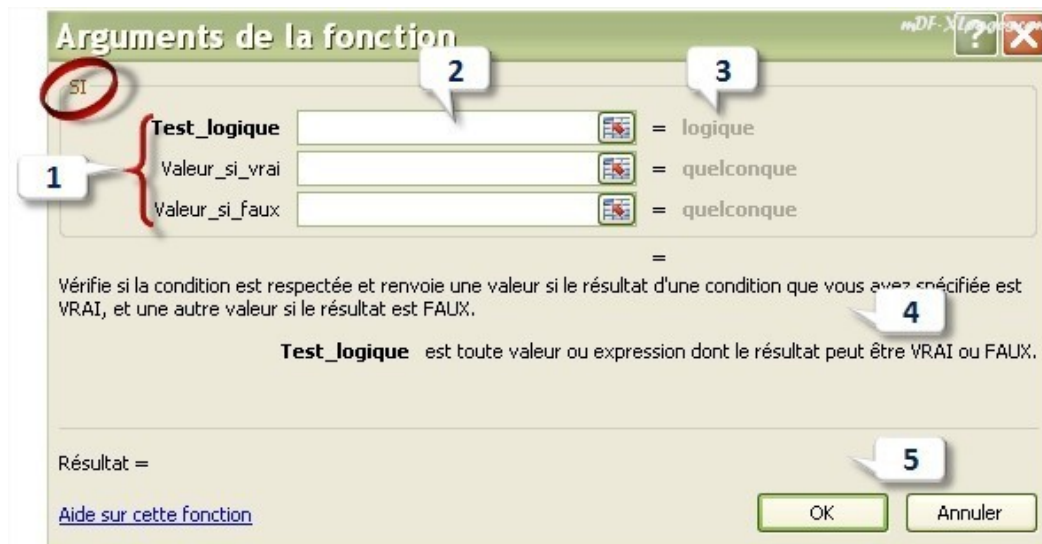 Arguments de la fonction
SI
1
2
3
Test_logique = logique
Valeur_si_vrai = quelconque
Valeur_si_faux = quelconque
=
Vérifie si la condition est respectée et renvoie une valeur si le résultat d'une condition que vous avez spécifiée est
VRAI, et une autre valeur si le résultat est FAUX.
4
Test_logique est toute valeur ou expression dont le résultat peut être VRAI ou FAUX.
Résultat =
5
Aide sur cette fonction
OK
Annuler